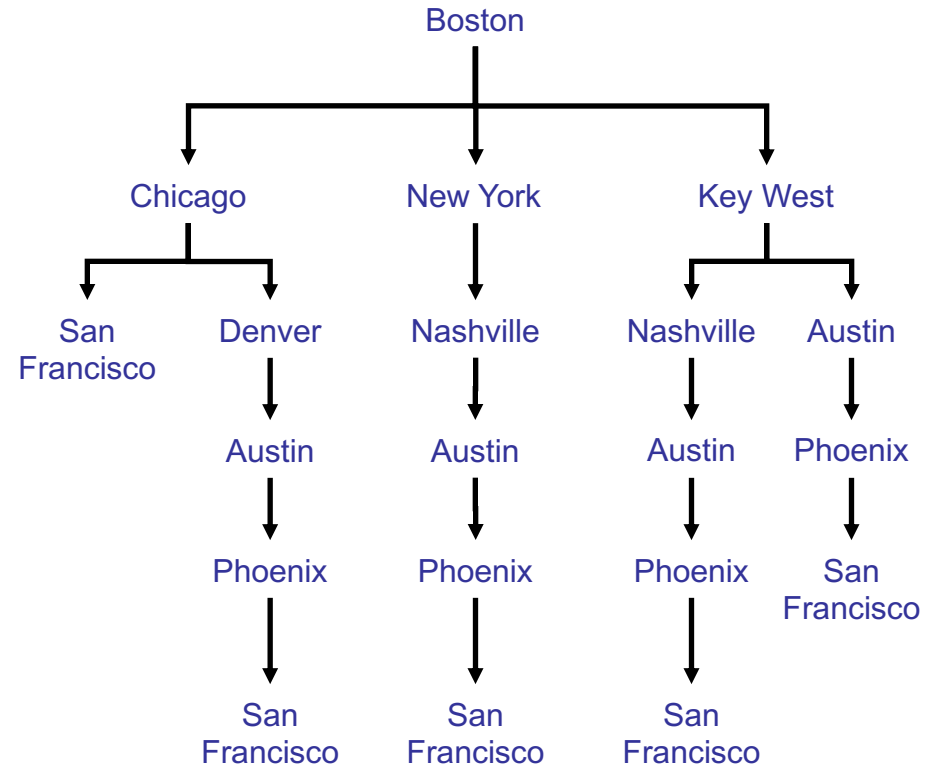 Boston
Chicago
New York
Key West
San
Francisco
Denver
Nashville
Nashville
Austin
Austin
Austin
Austin
Phoenix
Phoenix
Phoenix
Phoenix
San
Francisco
San
Francisco
San
Francisco
San
Francisco